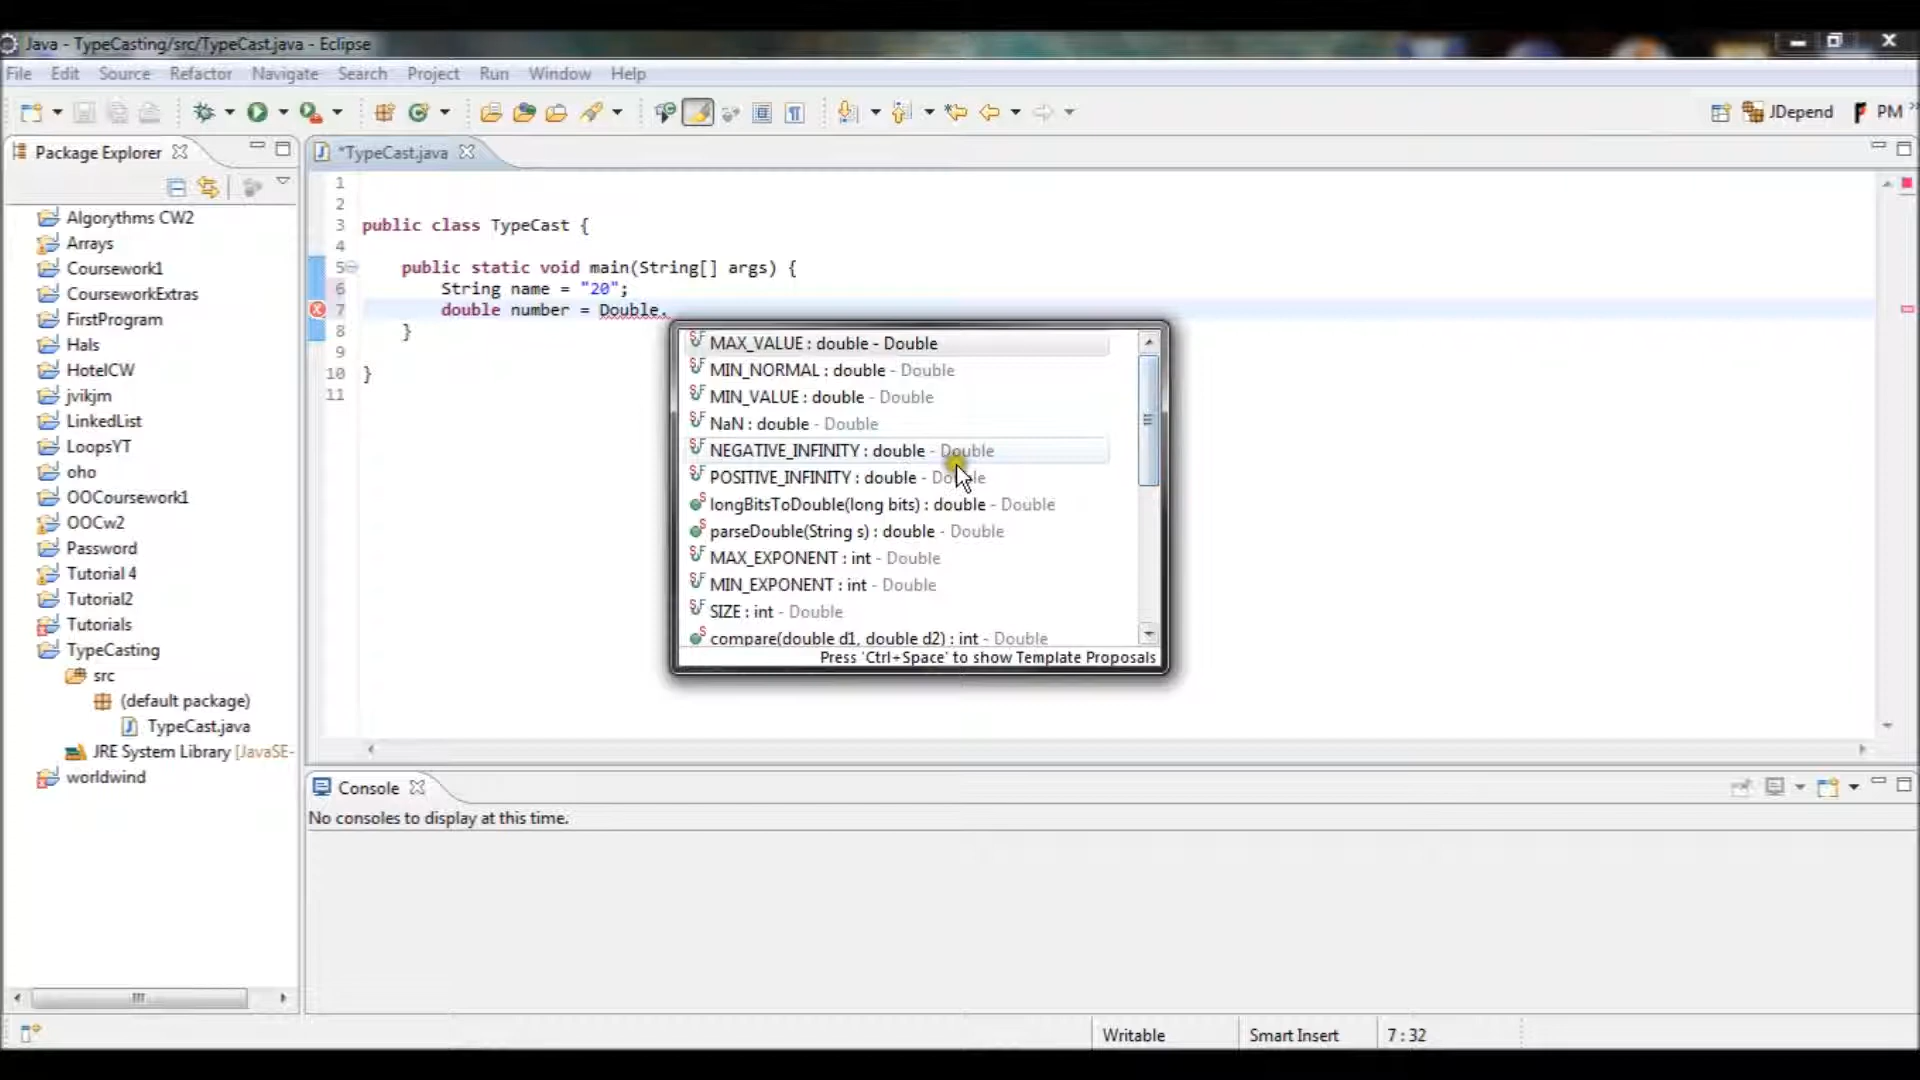 Java - TypeCasting/src/TypeCast.java - Eclipse
File Edit Source Refactor Navigate Search Project Run Window Help
JDepend PM
Package Explorer
*TypeCast.java
Algorythms CW2
Arrays
Coursework1
CourseworkExtras
FirstProgram
Hals
HotelCW
jvikjm
LinkedList
LoopsYT
oho
OOCoursework1
OOCw2
Password
Tutorial 4
Tutorial2
Tutorials
TypeCasting
src
(default package)
TypeCast.java
JRE System Library [JavaSE-
worldwind
1
2
3 public class TypeCast {
4
5 public static void main(String[] args) {
6 String name = "20";
7 double number = Double.
8 }
9
10 }
11
MAX_VALUE : double - Double
MIN_NORMAL : double - Double
MIN_VALUE : double - Double
NaN : double - Double
NEGATIVE_INFINITY : double - Double
POSITIVE_INFINITY : double - Double
longBitsToDouble(long bits) : double - Double
parseDouble(String s) : double - Double
MAX_EXPONENT : int - Double
MIN_EXPONENT : int - Double
SIZE : int - Double
compare(double d1, double d2) : int - Double
Press 'Ctrl+Space' to show Template Proposals
Console
No consoles to display at this time.
Writable Smart Insert 7 : 32